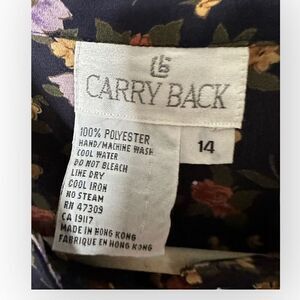 CARRY BACK
14
100% POLYESTER
HAND/MACHINE WASH
COOL WATER
DO NOT BLEACH
LINE DRY
COOL IRON
NO STEAM
RN 47309
CA 19117
MADE IN HONG KONG
FABRIQUE EN HONG KONG